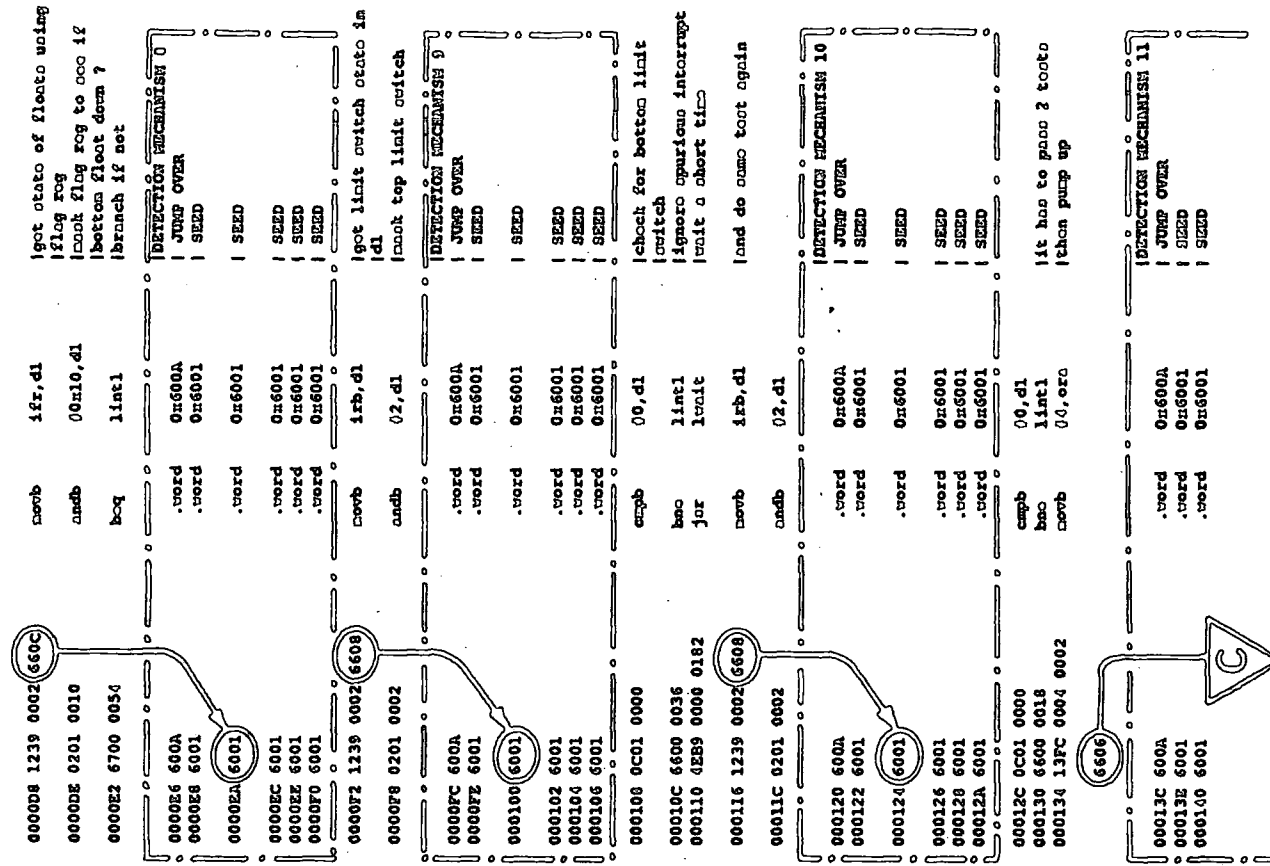 0000D8 1239 0002 660C movb ifr,d1 |got state of floats using
|flag reg
0000DE 0201 0010 andb 00x10,d1 |mask flag reg to see if
|bottom float down ?
0000E2 6700 0054 beq lint1 |branch if not
|DETECTION MECHANISM 0
0000E6 600A .word 0x600A | JUMP OVER
0000E8 6001 .word 0x6001 | SEED
0000EA 6001 .word 0x6001 | SEED
0000EC 6001 .word 0x6001 | SEED
0000EE 6001 .word 0x6001 | SEED
0000F0 6001 .word 0x6001 | SEED
0000F2 1239 0002 6608 movb irb,d1 |got limit switch state in
d1
0000F8 0201 0002 andb 02,d1 |mask top limit switch
|DETECTION MECHANISM 9
0000FC 600A .word 0x600A | JUMP OVER
0000FE 6001 .word 0x6001 | SEED
000100 6001 .word 0x6001 | SEED
000102 6001 .word 0x6001 | SEED
000104 6001 .word 0x6001 | SEED
000106 6001 .word 0x6001 | SEED
000108 0C01 0000 cmpb 00,d1 |check for bottom limit
|switch
00010C 6600 0036 bne lint1 |ignore spurious interrupt
000110 4EB9 0000 0182 jsr lwait |wait a short time
000116 1239 0002 6608 movb irb,d1 |and do same test again
00011C 0201 0002 andb 02,d1
|DETECTION MECHANISM 10
000120 600A .word 0x600A | JUMP OVER
000122 6001 .word 0x6001 | SEED
000124 6001 .word 0x6001 | SEED
000126 6001 .word 0x6001 | SEED
000128 6001 .word 0x6001 | SEED
00012A 6001 .word 0x6001 | SEED
00012C 0C01 0000 cmpb 00,d1
000130 6600 0018 bne lint1 |it has to pass 2 tests
000134 13FC 0004 0002 movb 04,ora |then pump up
6606
|DETECTION MECHANISM 11
00013C 600A .word 0x600A | JUMP OVER
00013E 6001 .word 0x6001 | SEED
000140 6001 .word 0x6001 | SEED
C